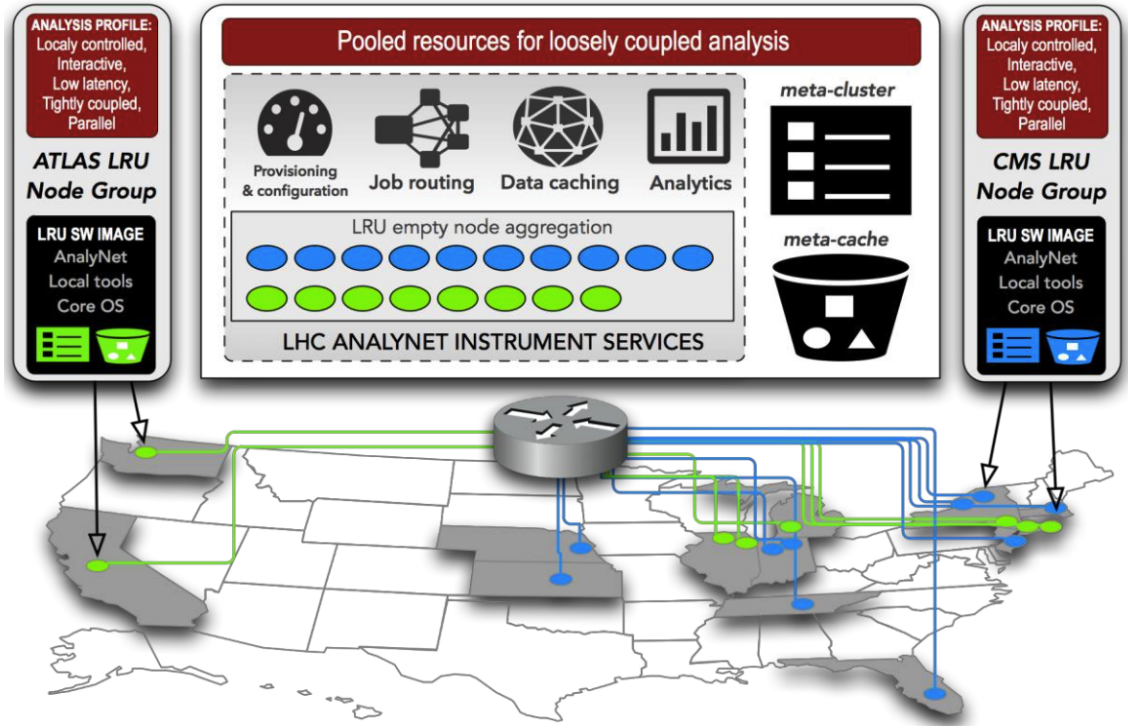 ANALYSIS PROFILE:
Localy controlled,
Interactive,
Low latency,
Tightly coupled,
Parallel
ATLAS LRU
Node Group
LRU SW IMAGE
AnalyNet
Local tools
Core OS
Pooled resources for loosely coupled analysis
Provisioning
& configuration
Job routing
Data caching
Analytics
LRU empty node aggregation
LHC ANALYNET INSTRUMENT SERVICES
meta-cluster
meta-cache
ANALYSIS PROFILE:
Localy controlled,
Interactive,
Low latency,
Tightly coupled,
Parallel
CMS LRU
Node Group
LRU SW IMAGE
AnalyNet
Local tools
Core OS